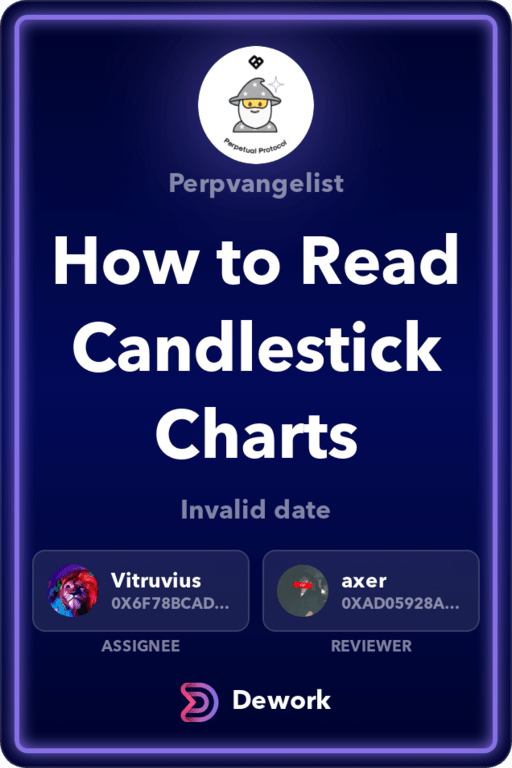 Perpetual Protocol
Perpvangelist
How to Read
Candlestick
Charts
Invalid date
Vitruvius
0X6F78BCAD...
axer
0XAD05928A...
ASSIGNEE
REVIEWER
Dework